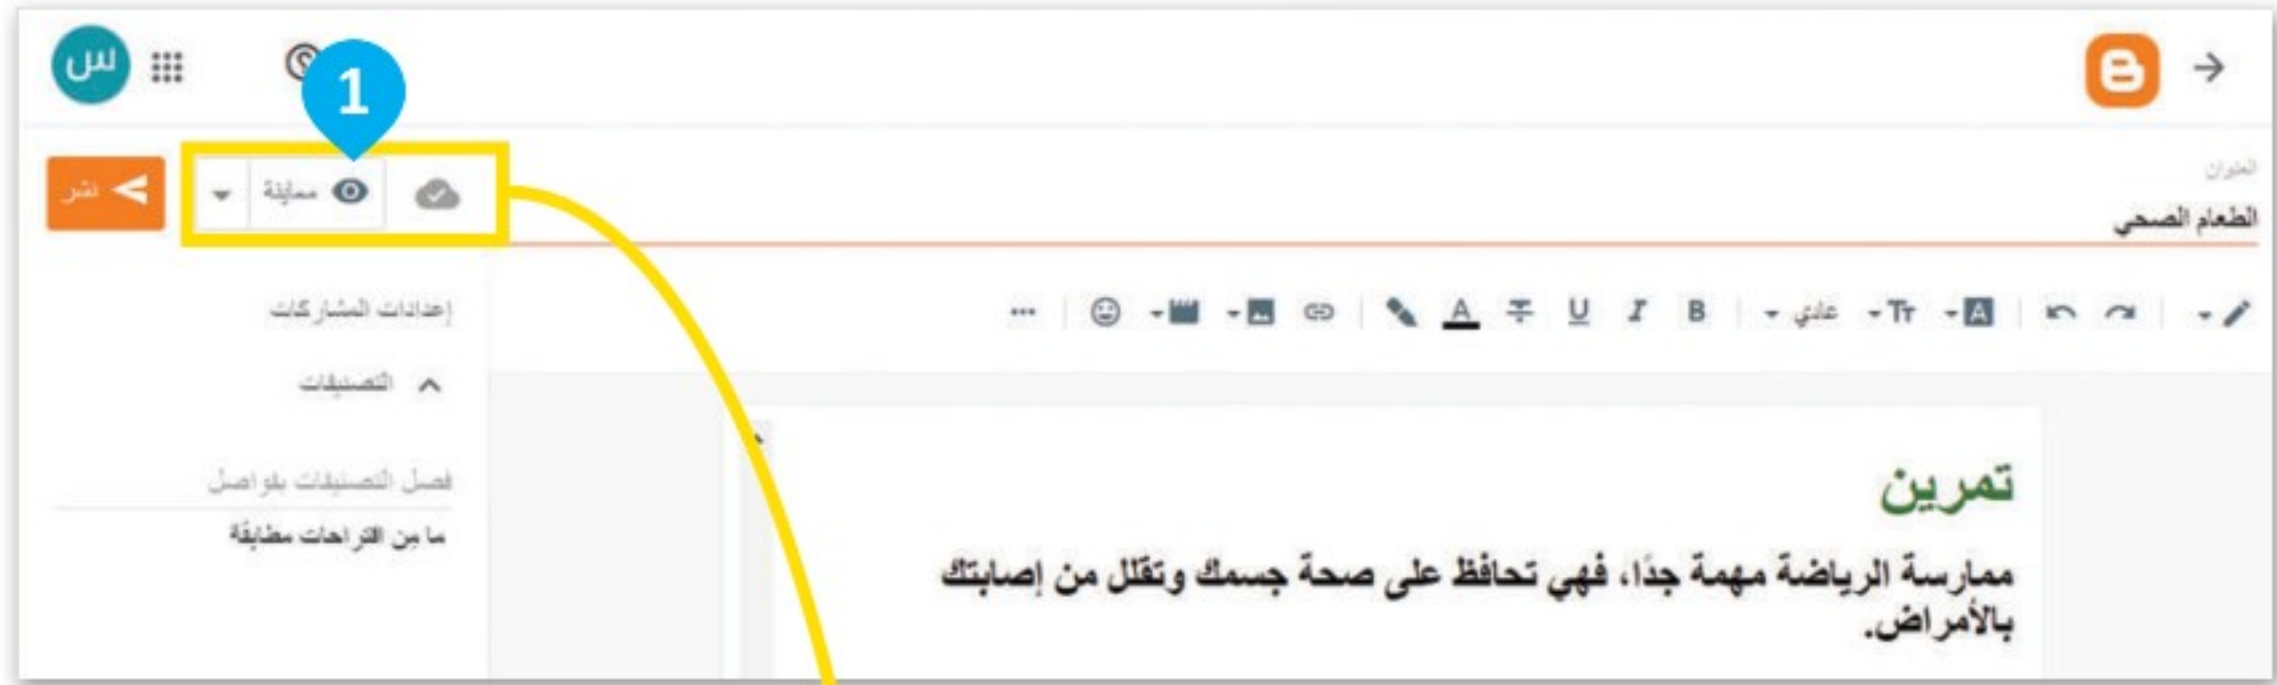 س
1
العنوان
الطعام الصحي
معاينة
نشر
عادي
إعدادات المشاركات
التصنيفات
فصل التصنيفات بفواصل
ما من اقتراحات مطابقة
تمرين
ممارسة الرياضة مهمة جدًا، فهي تحافظ على صحة جسمك وتقلل من إصابتك
بالأمراض.